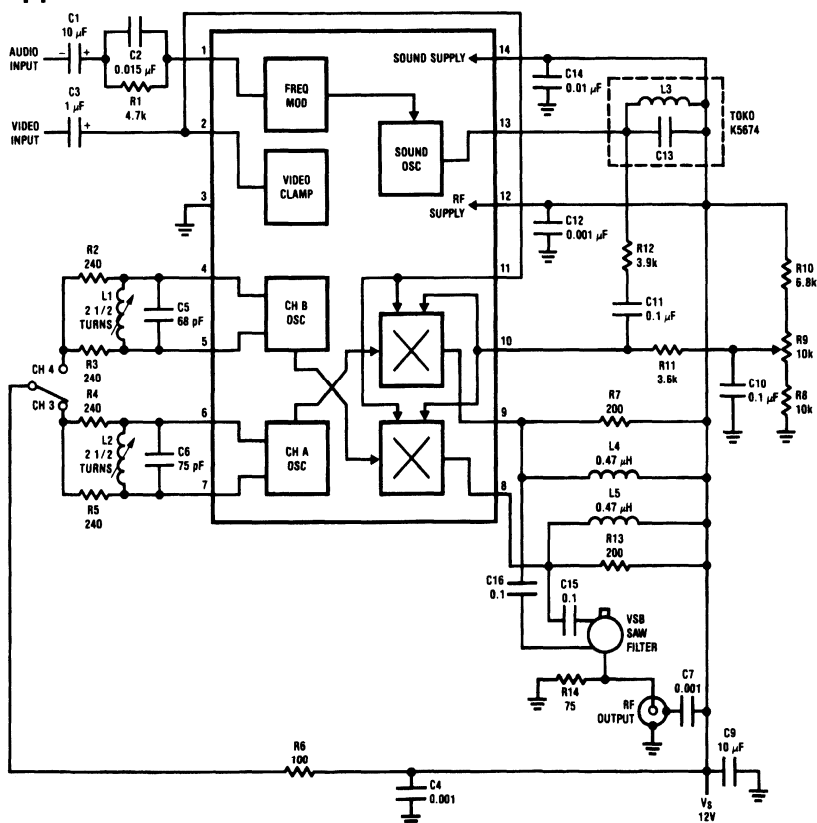 C1
10 μF
AUDIO
INPUT
−
+
C2
0.015 μF
R1
4.7k
C3
1 μF
VIDEO
INPUT
+
1
2
3
FREQ
MOD
VIDEO
CLAMP
SOUND
OSC
SOUND SUPPLY
14
13
12
RF
SUPPLY
11
10
9
8
C14
0.01 μF
L3
C13
TOKO
K5674
C12
0.001 μF
R12
3.9k
C11
0.1 μF
R10
6.8k
R9
10k
R8
10k
R11
3.6k
C10
0.1 μF
R2
240
L1
2 1/2
TURNS
C5
68 pF
R3
240
CH 4
CH 3
R4
240
L2
2 1/2
TURNS
C6
75 pF
R5
240
4
5
6
7
CH B
OSC
CH A
OSC
R7
200
L4
0.47 μH
L5
0.47 μH
R13
200
C16
0.1
C15
0.1
VSB
SAW
FILTER
R14
75
RF
OUTPUT
C7
0.001
C9
10 μF
R6
100
C4
0.001
VS
12V